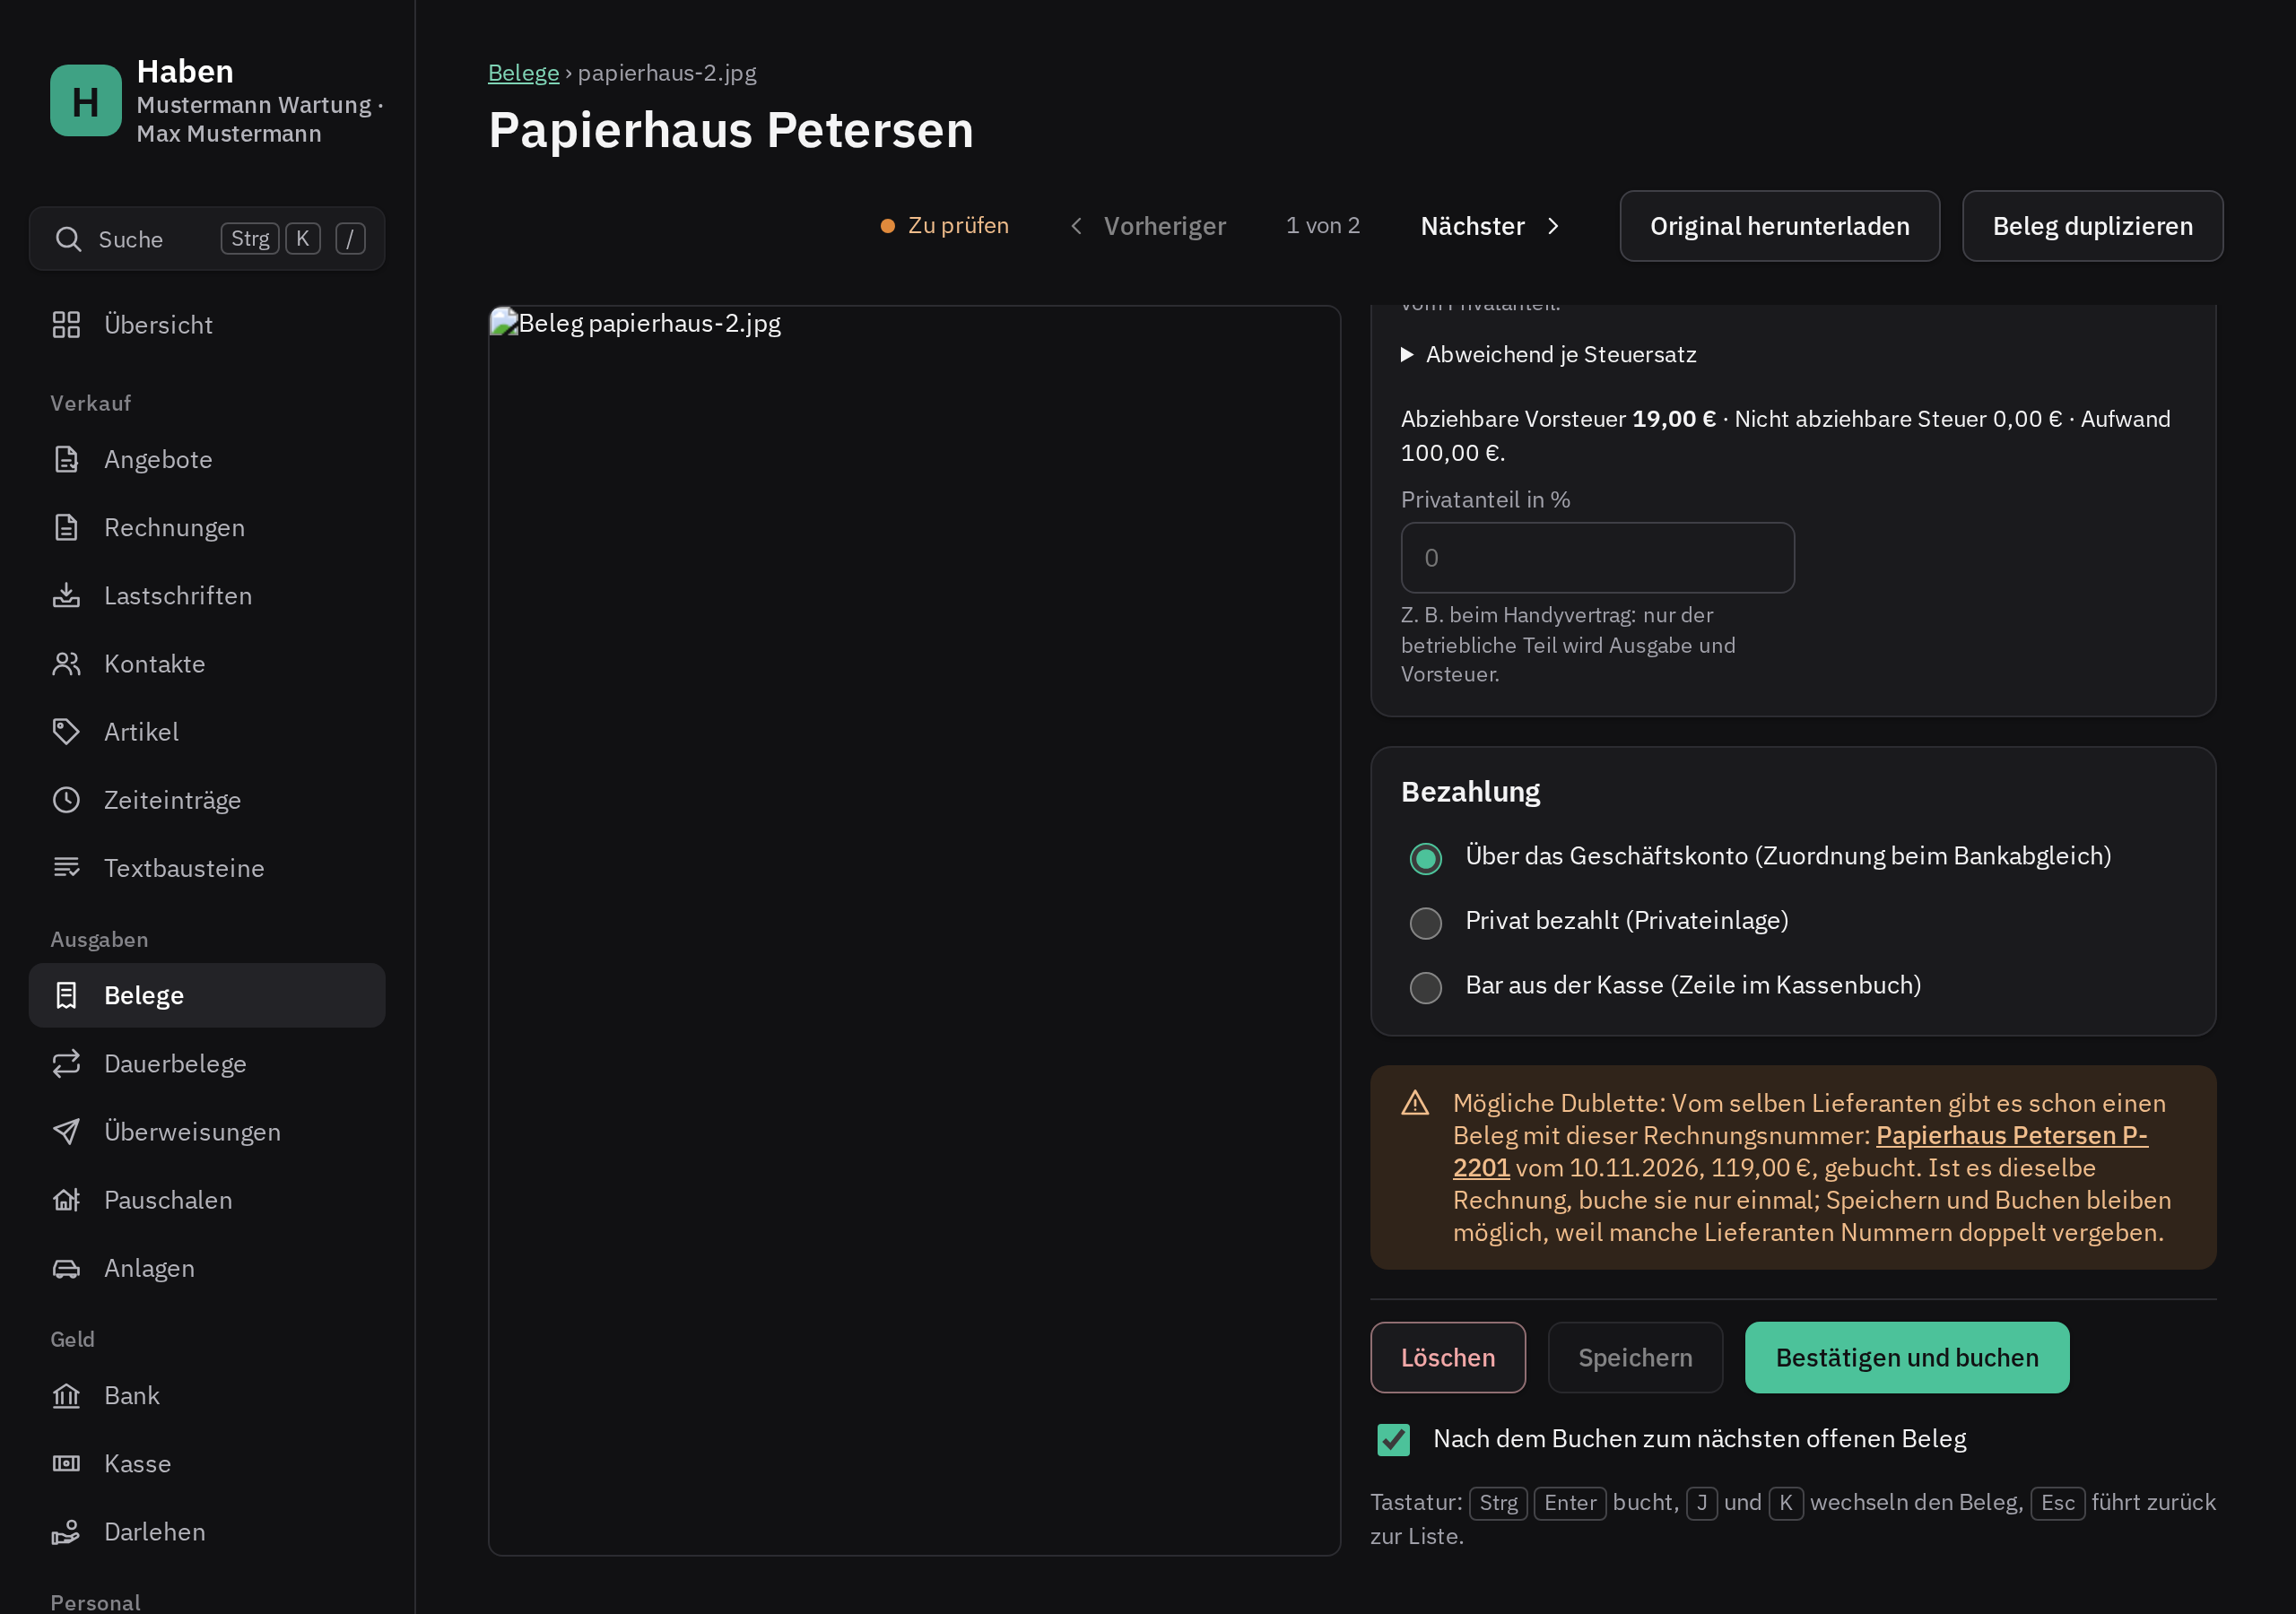 H
Haben
Mustermann Wartung ·
Max Mustermann
Suche Strg K /
Übersicht
Verkauf
Angebote
Rechnungen
Lastschriften
Kontakte
Artikel
Zeiteinträge
Textbausteine
Ausgaben
Belege
Dauerbelege
Überweisungen
Pauschalen
Anlagen
Geld
Bank
Kasse
Darlehen
Personal
Belege › papierhaus-2.jpg
Papierhaus Petersen
Zu prüfen
Vorheriger
1 von 2
Nächster
Original herunterladen
Beleg duplizieren
Beleg papierhaus-2.jpg
vom Privatanteil.
Abweichend je Steuersatz
Abziehbare Vorsteuer 19,00 € · Nicht abziehbare Steuer 0,00 € · Aufwand
100,00 €.
Privatanteil in %
0
Z. B. beim Handyvertrag: nur der
betriebliche Teil wird Ausgabe und
Vorsteuer.
Bezahlung
Über das Geschäftskonto (Zuordnung beim Bankabgleich)
Privat bezahlt (Privateinlage)
Bar aus der Kasse (Zeile im Kassenbuch)
Mögliche Dublette: Vom selben Lieferanten gibt es schon einen
Beleg mit dieser Rechnungsnummer: Papierhaus Petersen P-
2201 vom 10.11.2026, 119,00 €, gebucht. Ist es dieselbe
Rechnung, buche sie nur einmal; Speichern und Buchen bleiben
möglich, weil manche Lieferanten Nummern doppelt vergeben.
Löschen
Speichern
Bestätigen und buchen
Nach dem Buchen zum nächsten offenen Beleg
Tastatur: Strg Enter bucht, J und K wechseln den Beleg, Esc führt zurück
zur Liste.